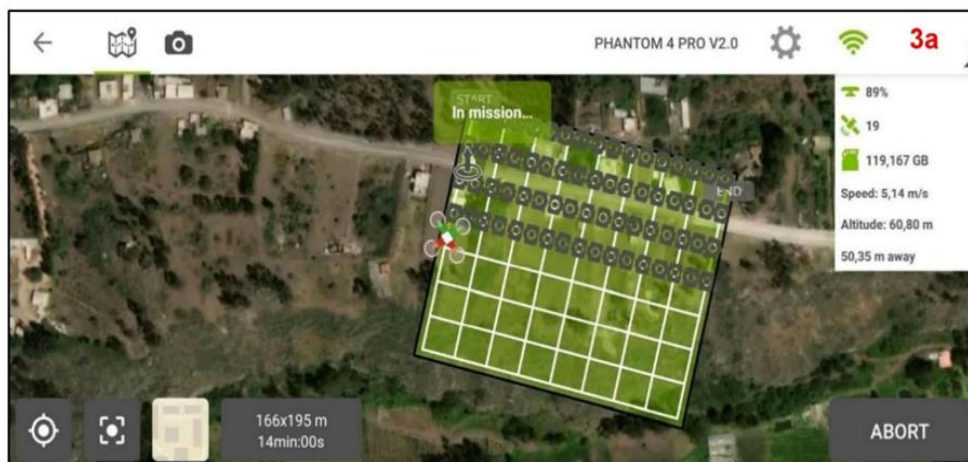 PHANTOM 4 PRO V2.0
3a
START
In mission...
89%
19
119,167 GB
END
Speed: 5,14 m/s
Altitude: 60,80 m
50,35 m away
166x195 m
14min:00s
ABORT